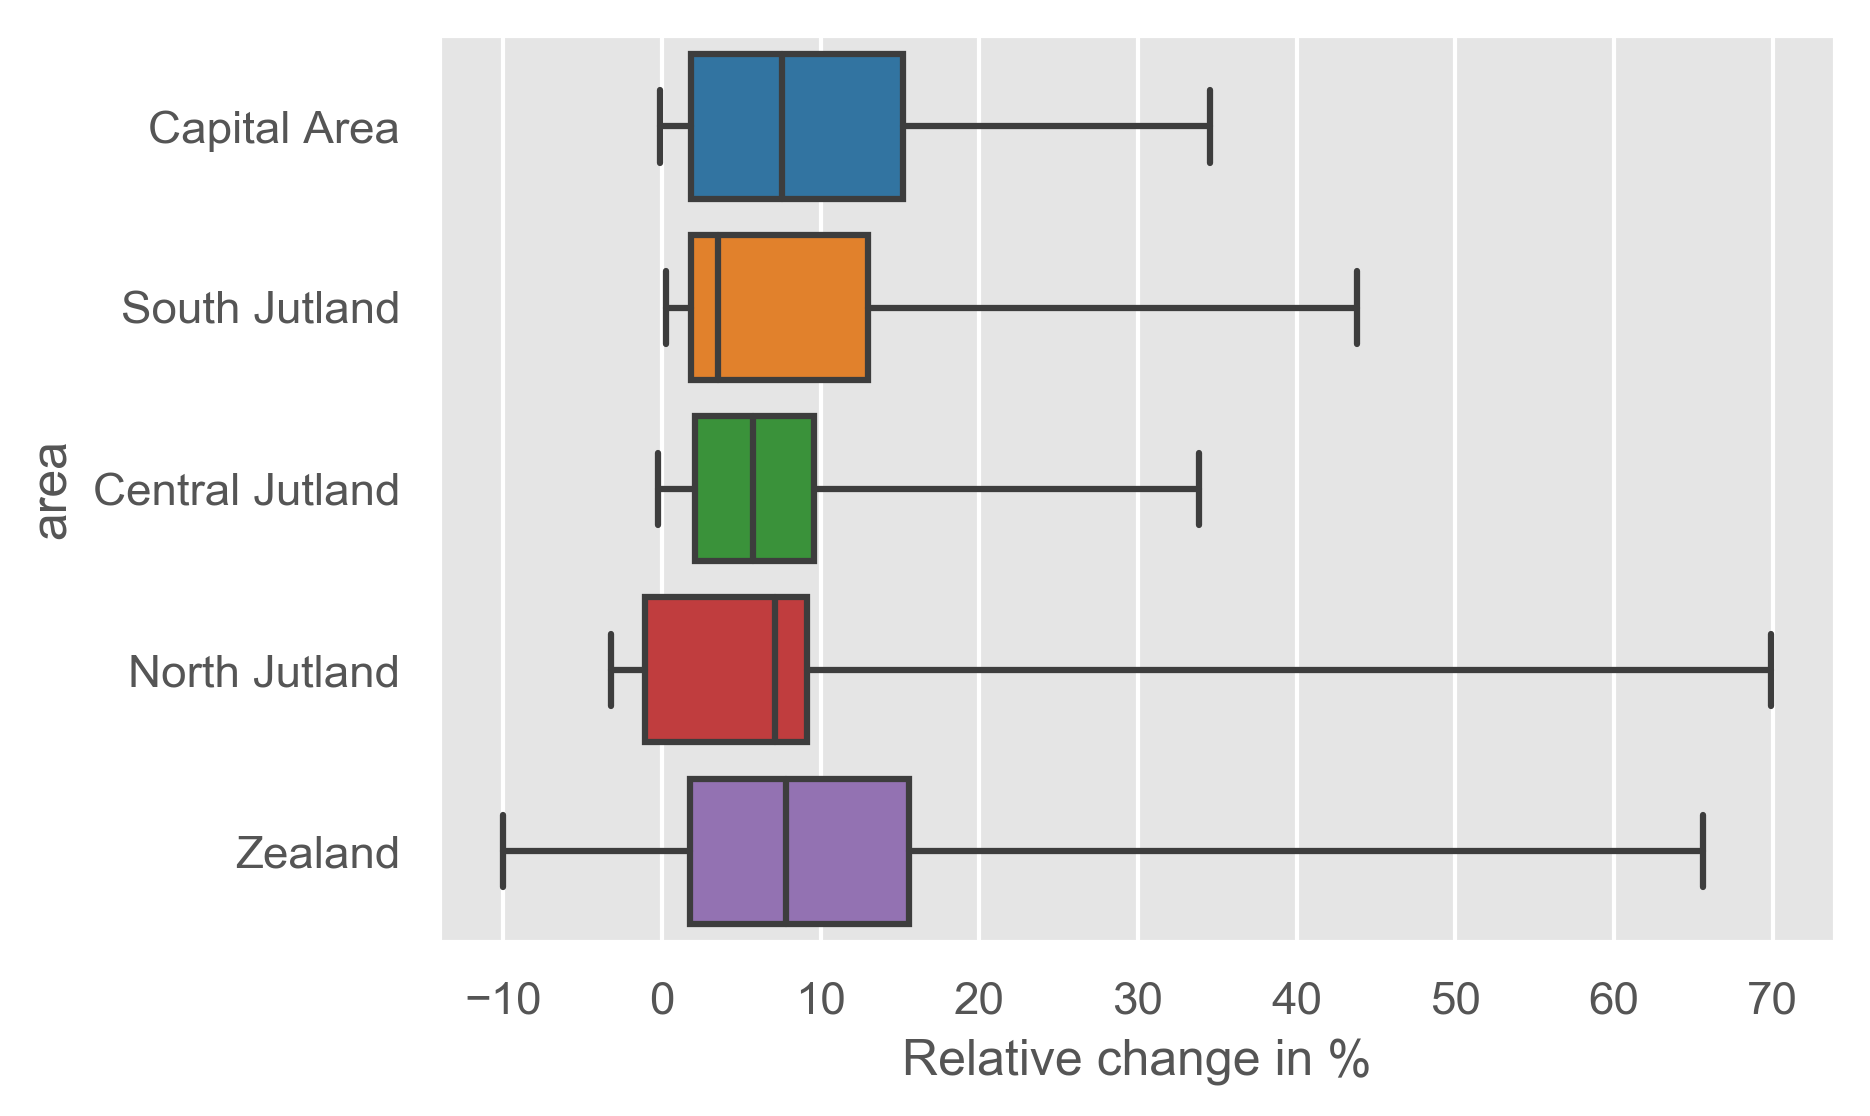 Capital Area
South Jutland
Central Jutland
North Jutland
Zealand
area
−10 0 10 20 30 40 50 60 70
Relative change in %